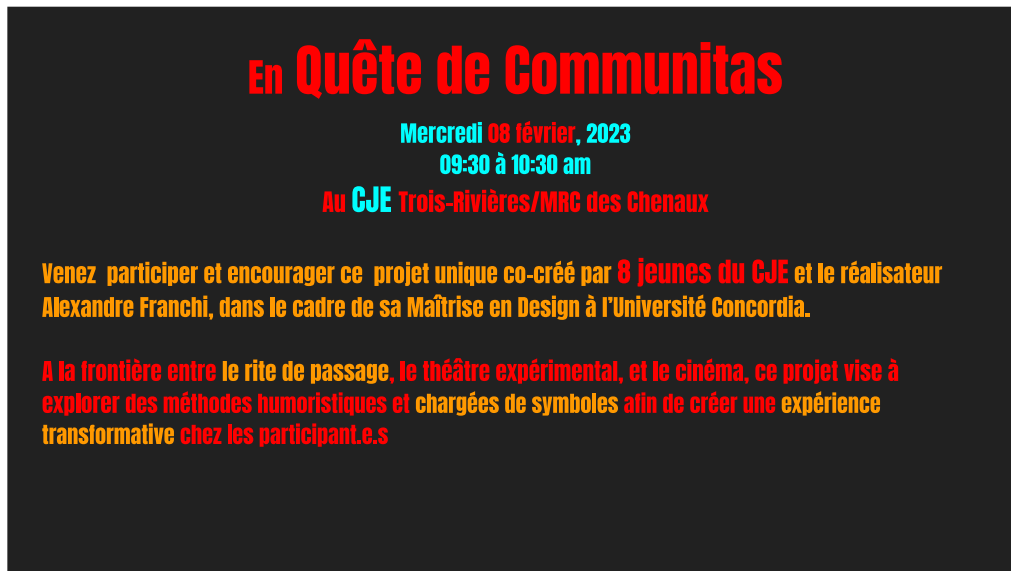 En Quête de Communitas
Mercredi 08 février, 2023
09:30 à 10:30 am
Au CJE Trois-Rivières/MRC des Chenaux
Venez participer et encourager ce projet unique co-créé par 8 jeunes du CJE et le réalisateur
Alexandre Franchi, dans le cadre de sa Maîtrise en Design à l’Université Concordia.
A la frontière entre le rite de passage, le théâtre expérimental, et le cinéma, ce projet vise à
explorer des méthodes humoristiques et chargées de symboles afin de créer une expérience
transformative chez les participant.e.s